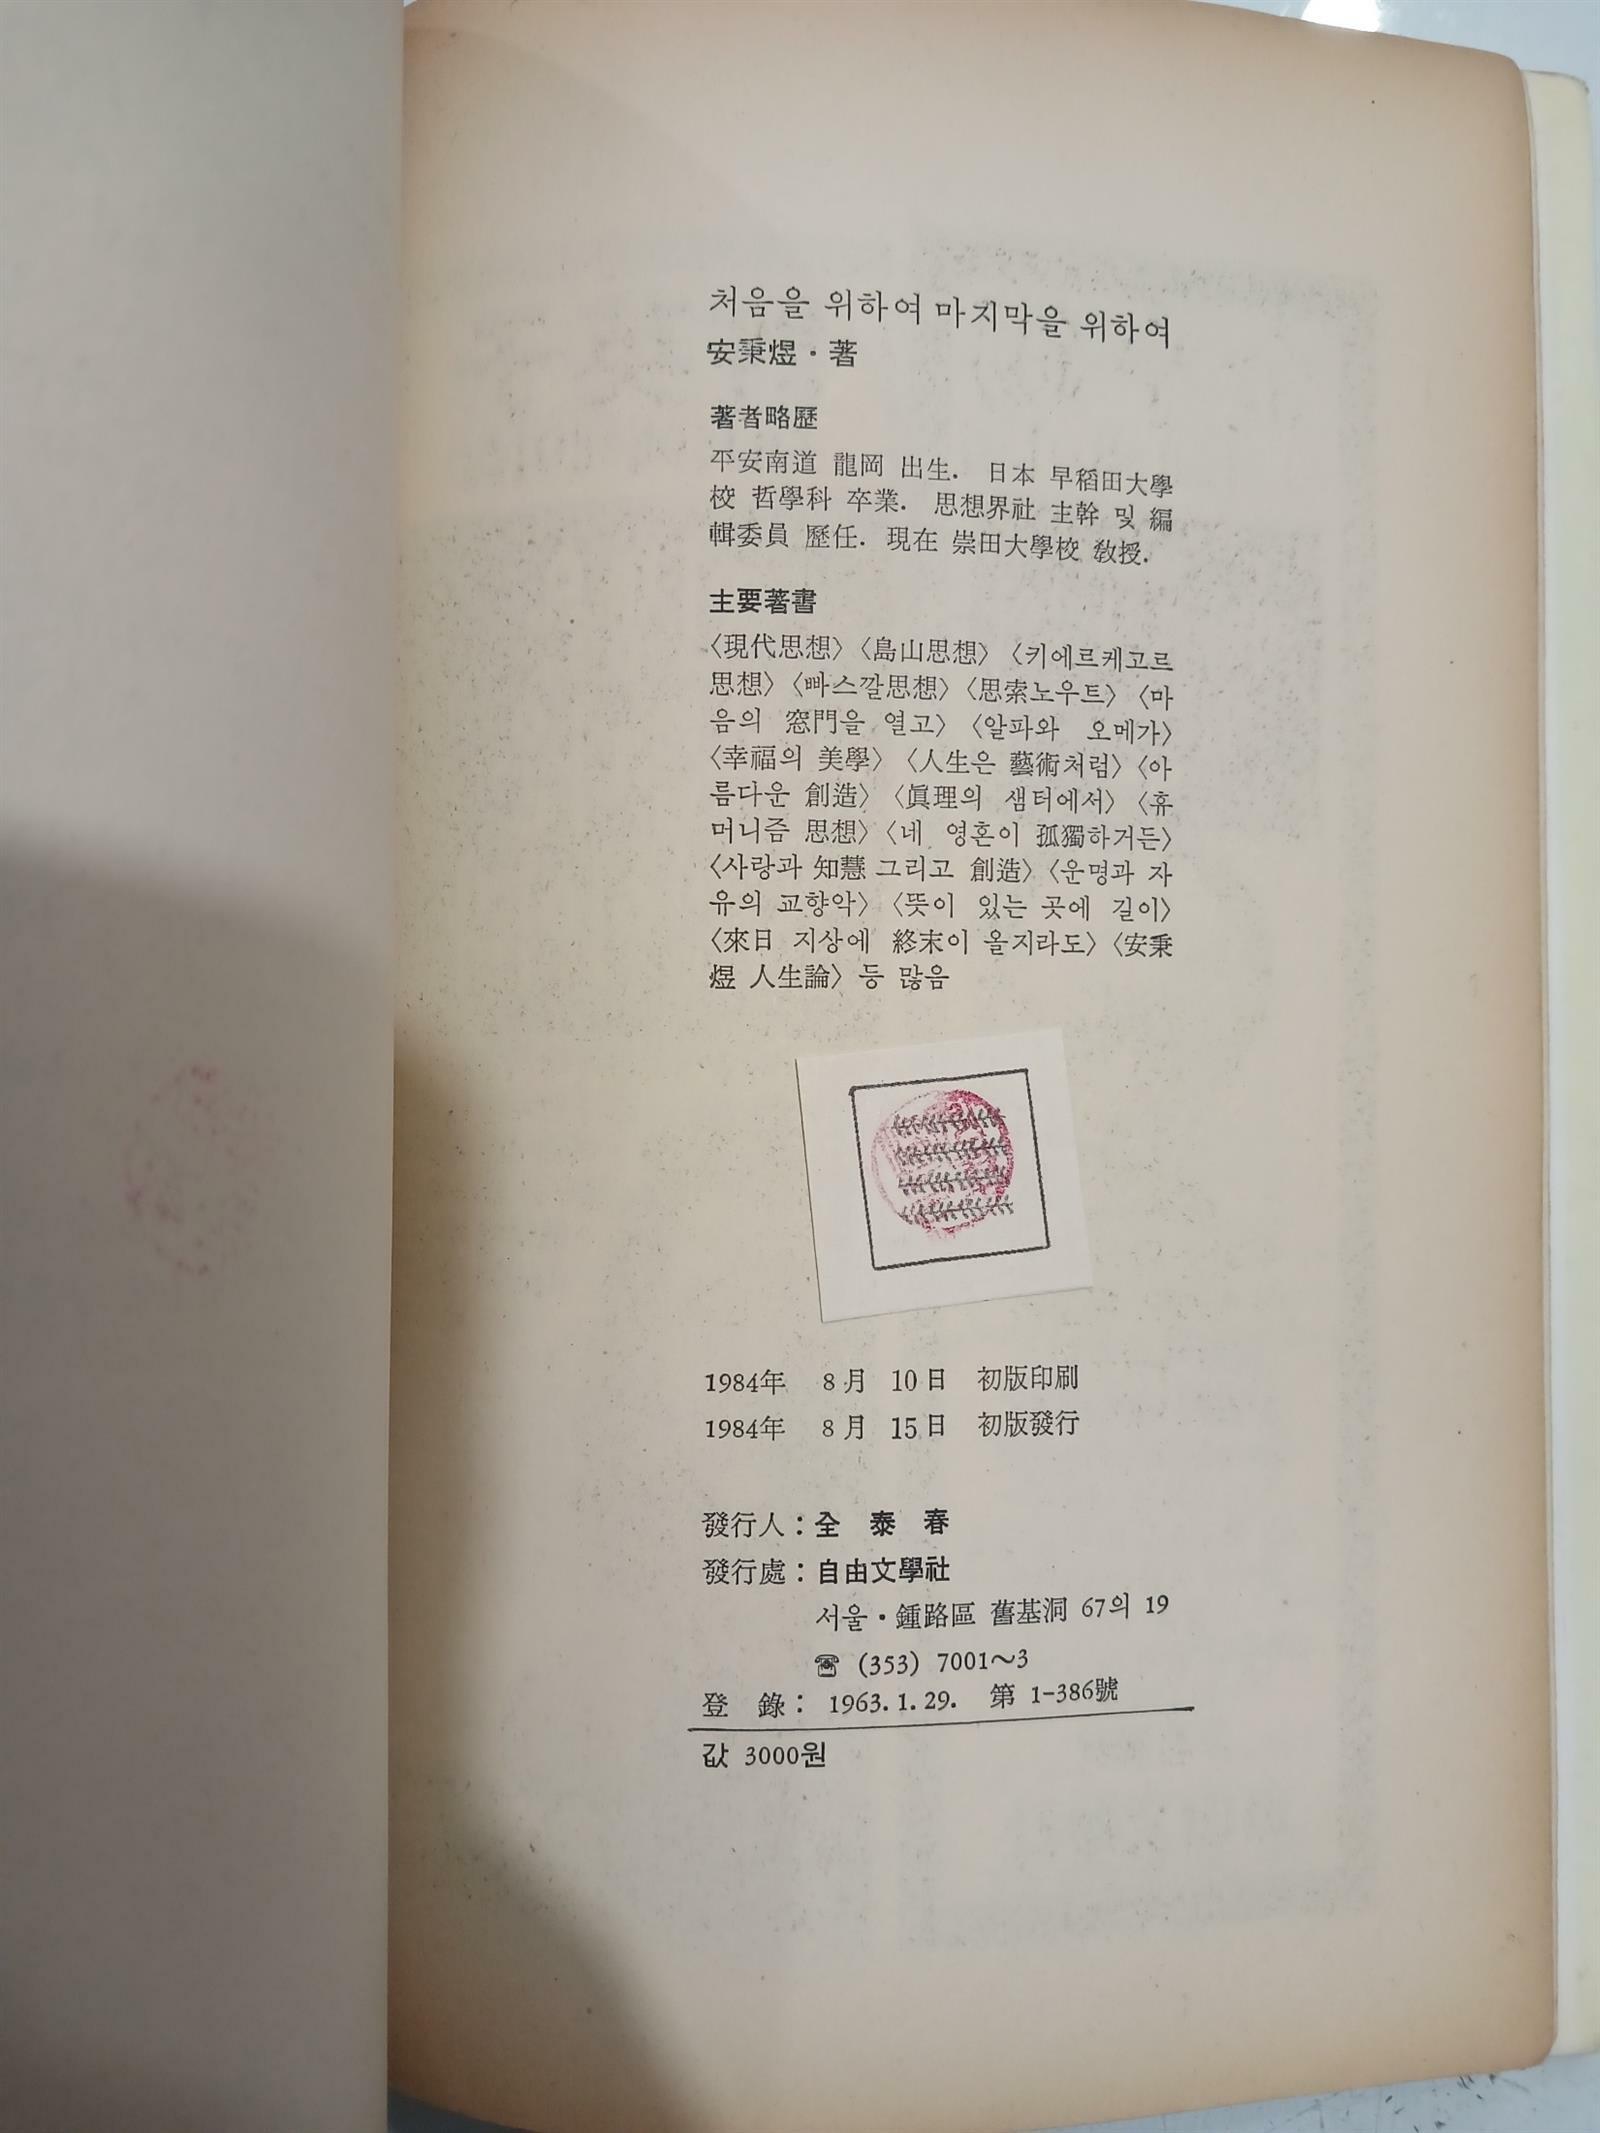 처음을 위하여 마지막을 위하여
安秉煜·著
著者略歷
平安南道 龍岡 出生. 日本 早稻田大學
校 哲學科 卒業. 思想界社 主幹 및 編
輯委員 歷任. 現在 崇田大學校 敎授.
主要著書
〈現代思想〉〈島山思想〉〈키에르케고르
思想〉〈빠스깔思想〉〈思索노우트〉〈마
음의 窓門을 열고〉〈알파와 오메가〉
〈幸福의 美學〉〈人生은 藝術처럼〉〈아
름다운 創造〉〈眞理의 샘터에서〉〈휴
머니즘 思想〉〈네 영혼이 孤獨하거든〉
〈사랑과 知慧 그리고 創造〉〈운명과 자
유의 교향악〉〈뜻이 있는 곳에 길이〉
〈來日 지상에 終末이 올지라도〉〈安秉
煜 人生論〉등 많음
1984年 8月 10日 初版印刷
1984年 8月 15日 初版發行
發行人：全 泰 春
發行處：自由文學社
서울·鍾路區 舊基洞 67의 19
☎ (353) 7001～3
登 錄： 1963.1.29. 第 1-386號
값 3000원